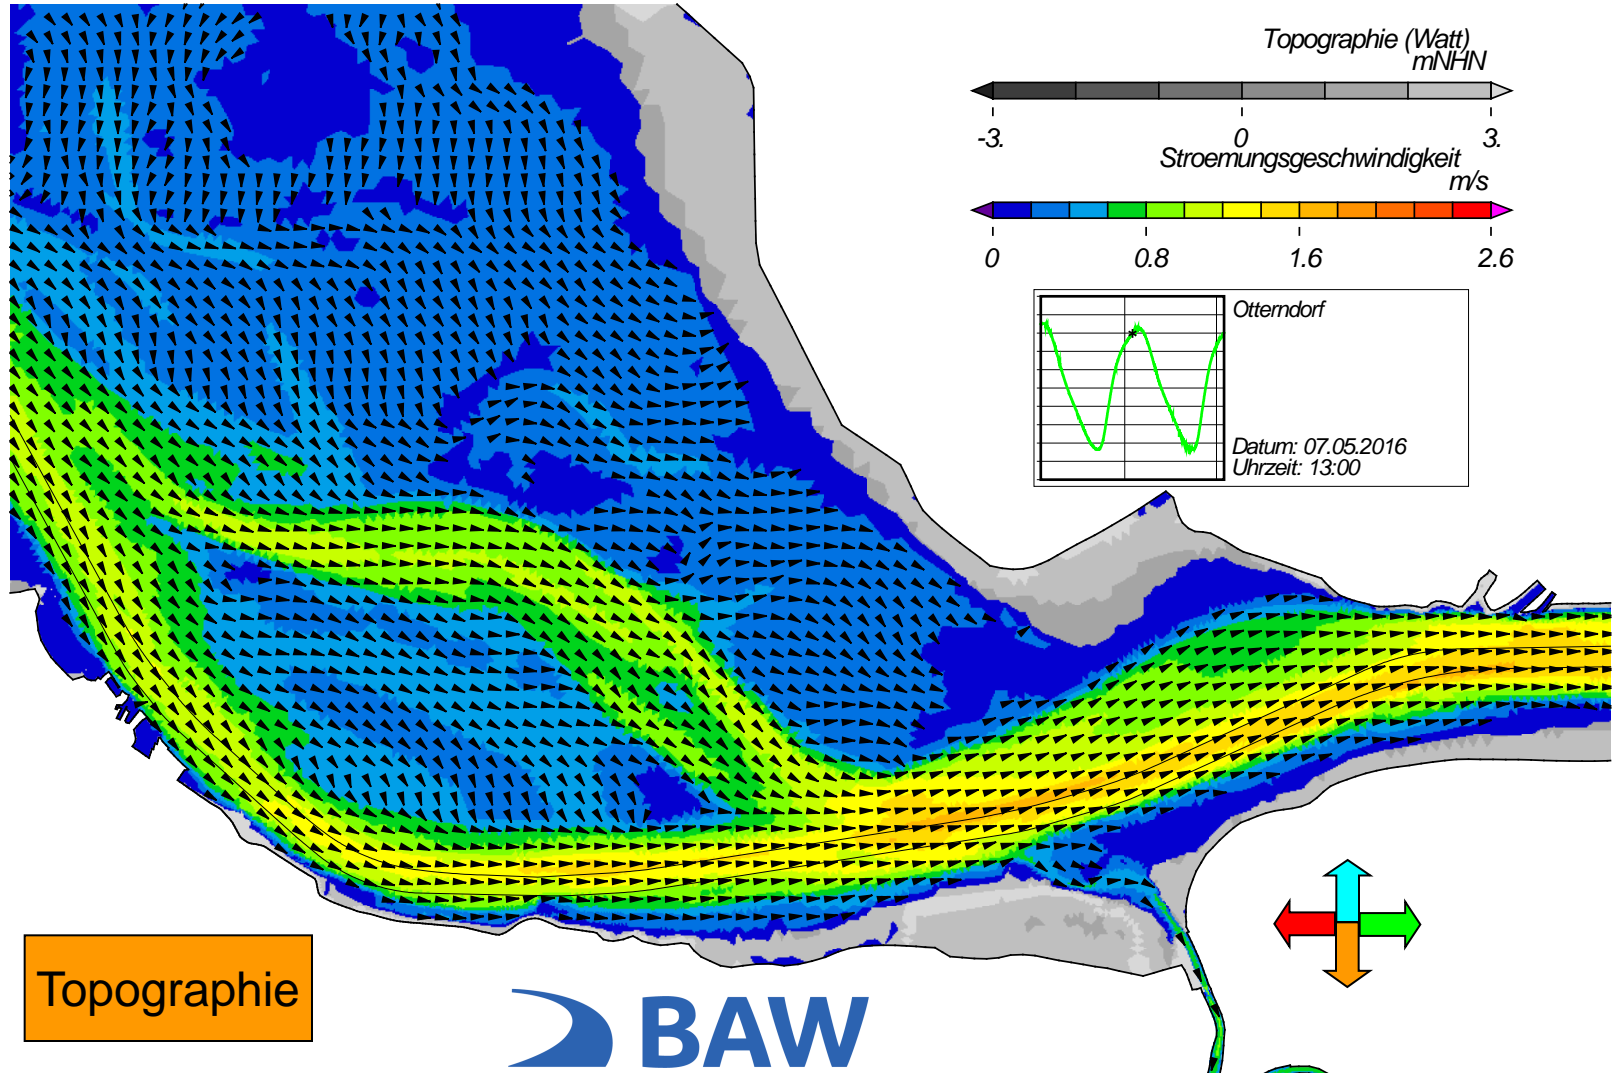 Topographie (Watt)
mNHN
-3. 0 3.
Stroemungsgeschwindigkeit
m/s
0 0.8 1.6 2.6
Otterndorf
Datum: 07.05.2016
Uhrzeit: 13:00
Topographie
BAW